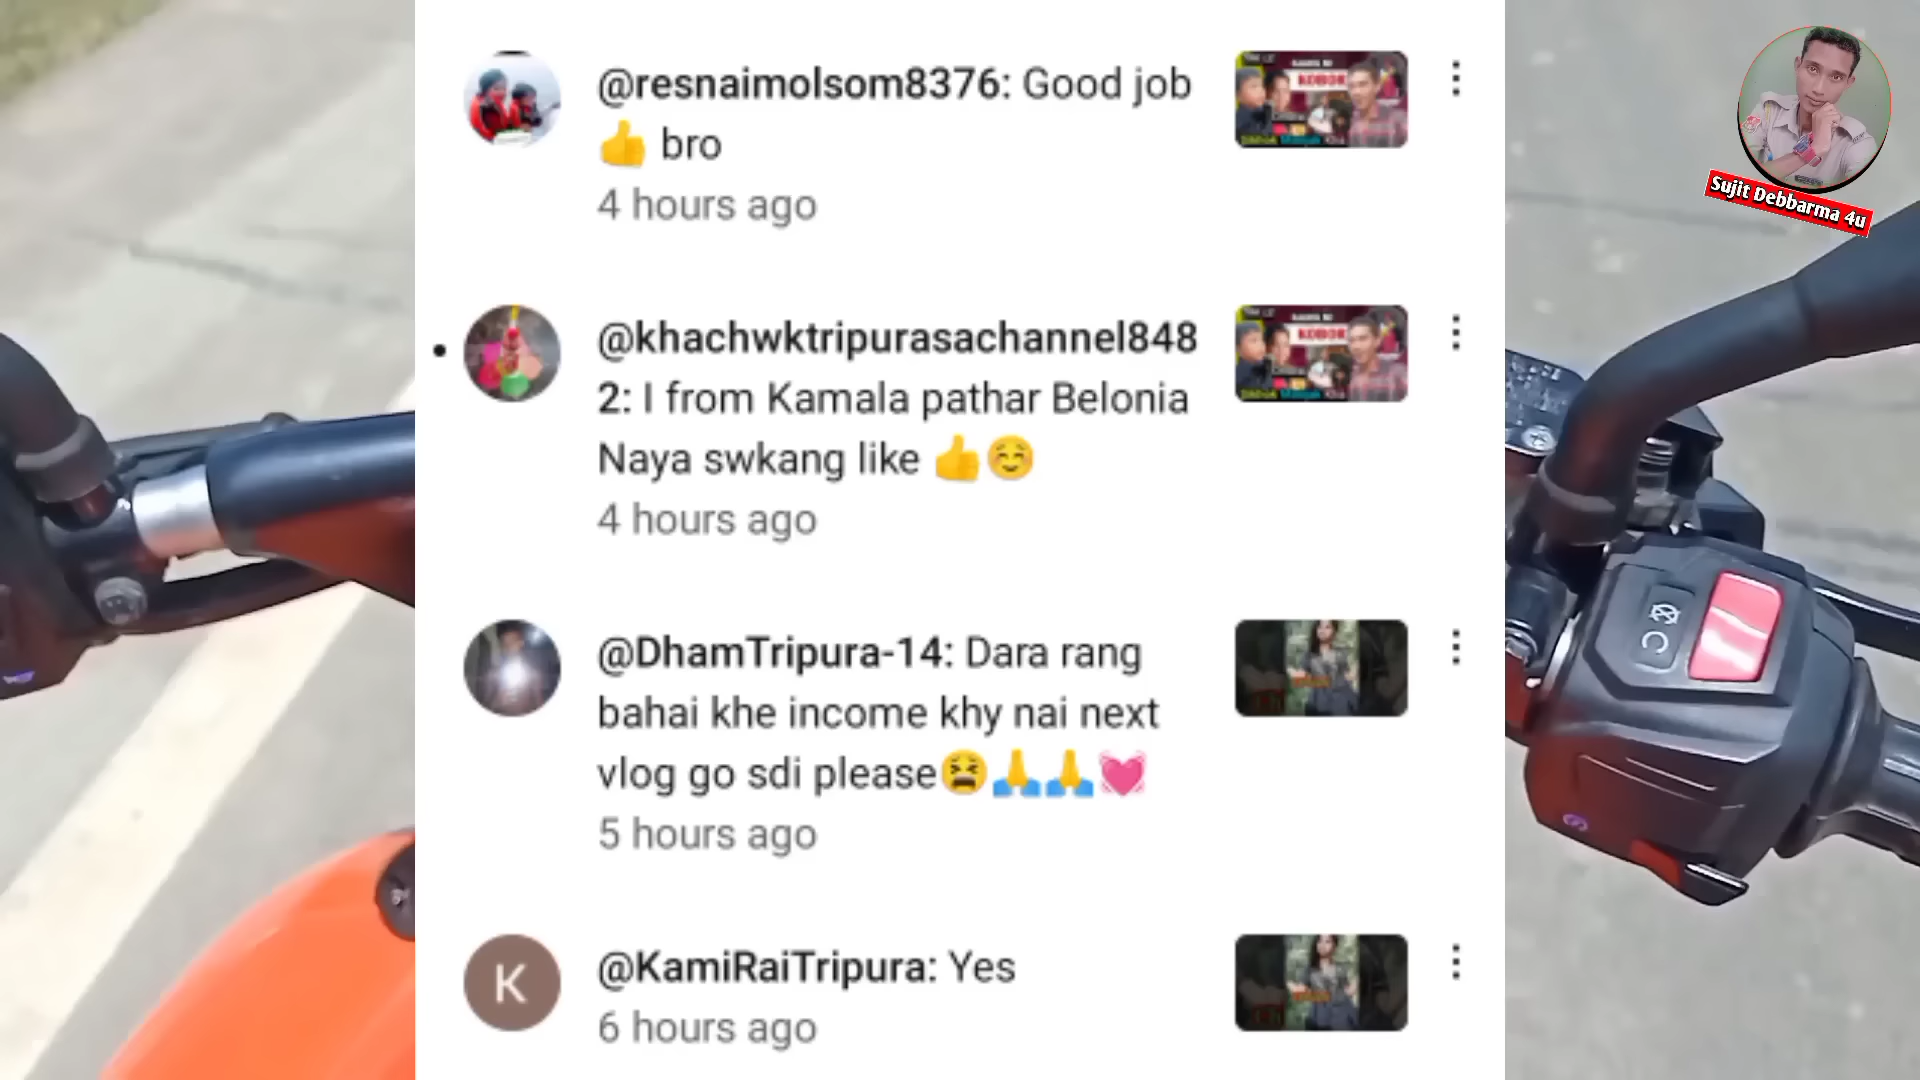 @resnaimolsom8376: Good job
👍 bro
4 hours ago
@khachwktripurasachannel848
2: I from Kamala pathar Belonia
Naya swkang like 👍☺️
4 hours ago
@DhamTripura-14: Dara rang
bahai khe income khy nai next
vlog go sdi please😫🙏🙏💓
5 hours ago
K
@KamiRaiTripura: Yes
6 hours ago
Sujit Debbarma 4u
KOBOR